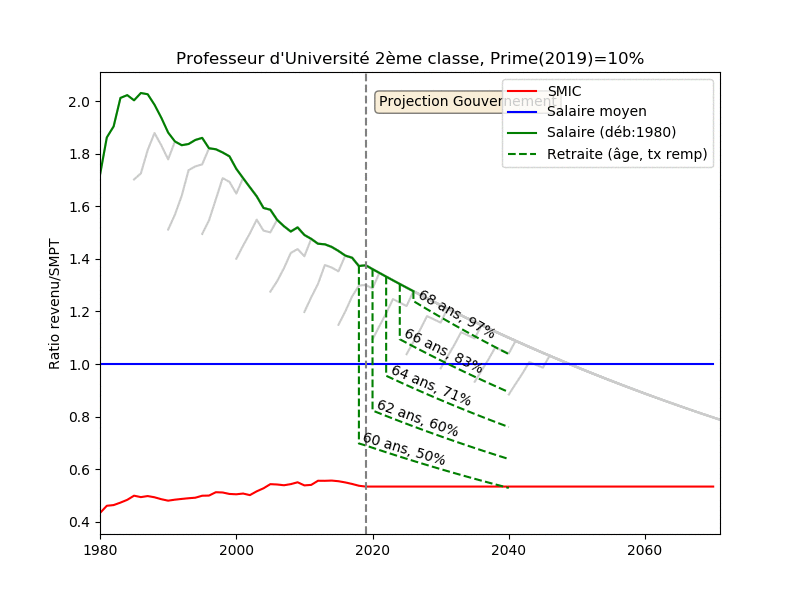 Professeur d'Université 2ème classe, Prime(2019)=10%
Projection Gouvernement
SMIC
Salaire moyen
Salaire (déb:1980)
Retraite (âge, tx remp)
Ratio revenu/SMPT
2.0
1.8
1.6
1.4
1.2
1.0
0.8
0.6
0.4
68 ans, 97%
66 ans, 83%
64 ans, 71%
62 ans, 60%
60 ans, 50%
1980
2000
2020
2040
2060